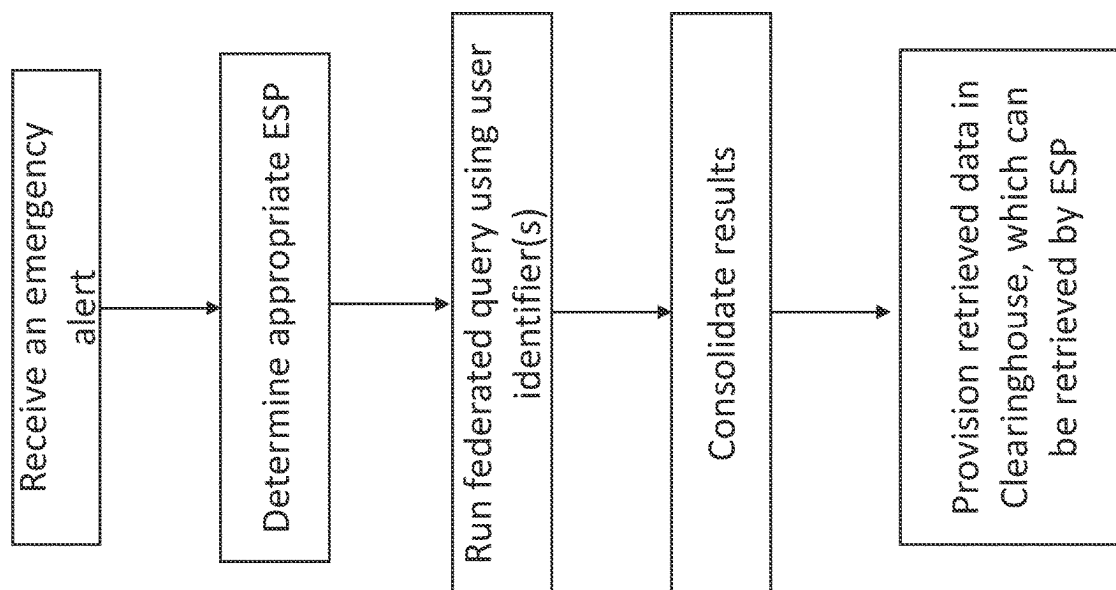 Receive an emergency
alert
Determine appropriate ESP
Run federated query using user
identifier(s)
Consolidate results
Provision retrieved data in
Clearinghouse, which can
be retrieved by ESP